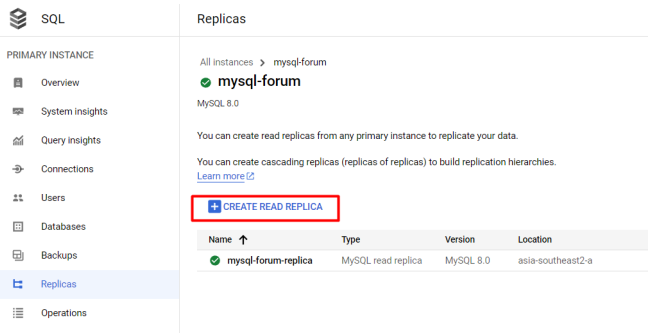 SQL
Replicas
PRIMARY INSTANCE
Overview
System insights
Query insights
Connections
Users
Databases
Backups
Replicas
Operations
All instances > mysql-forum
mysql-forum
MySQL 8.0
You can create read replicas from any primary instance to replicate your data.
You can create cascading replicas (replicas of replicas) to build replication hierarchies.
Learn more
CREATE READ REPLICA
Name Type Version Location
mysql-forum-replica MySQL read replica MySQL 8.0 asia-southeast2-a